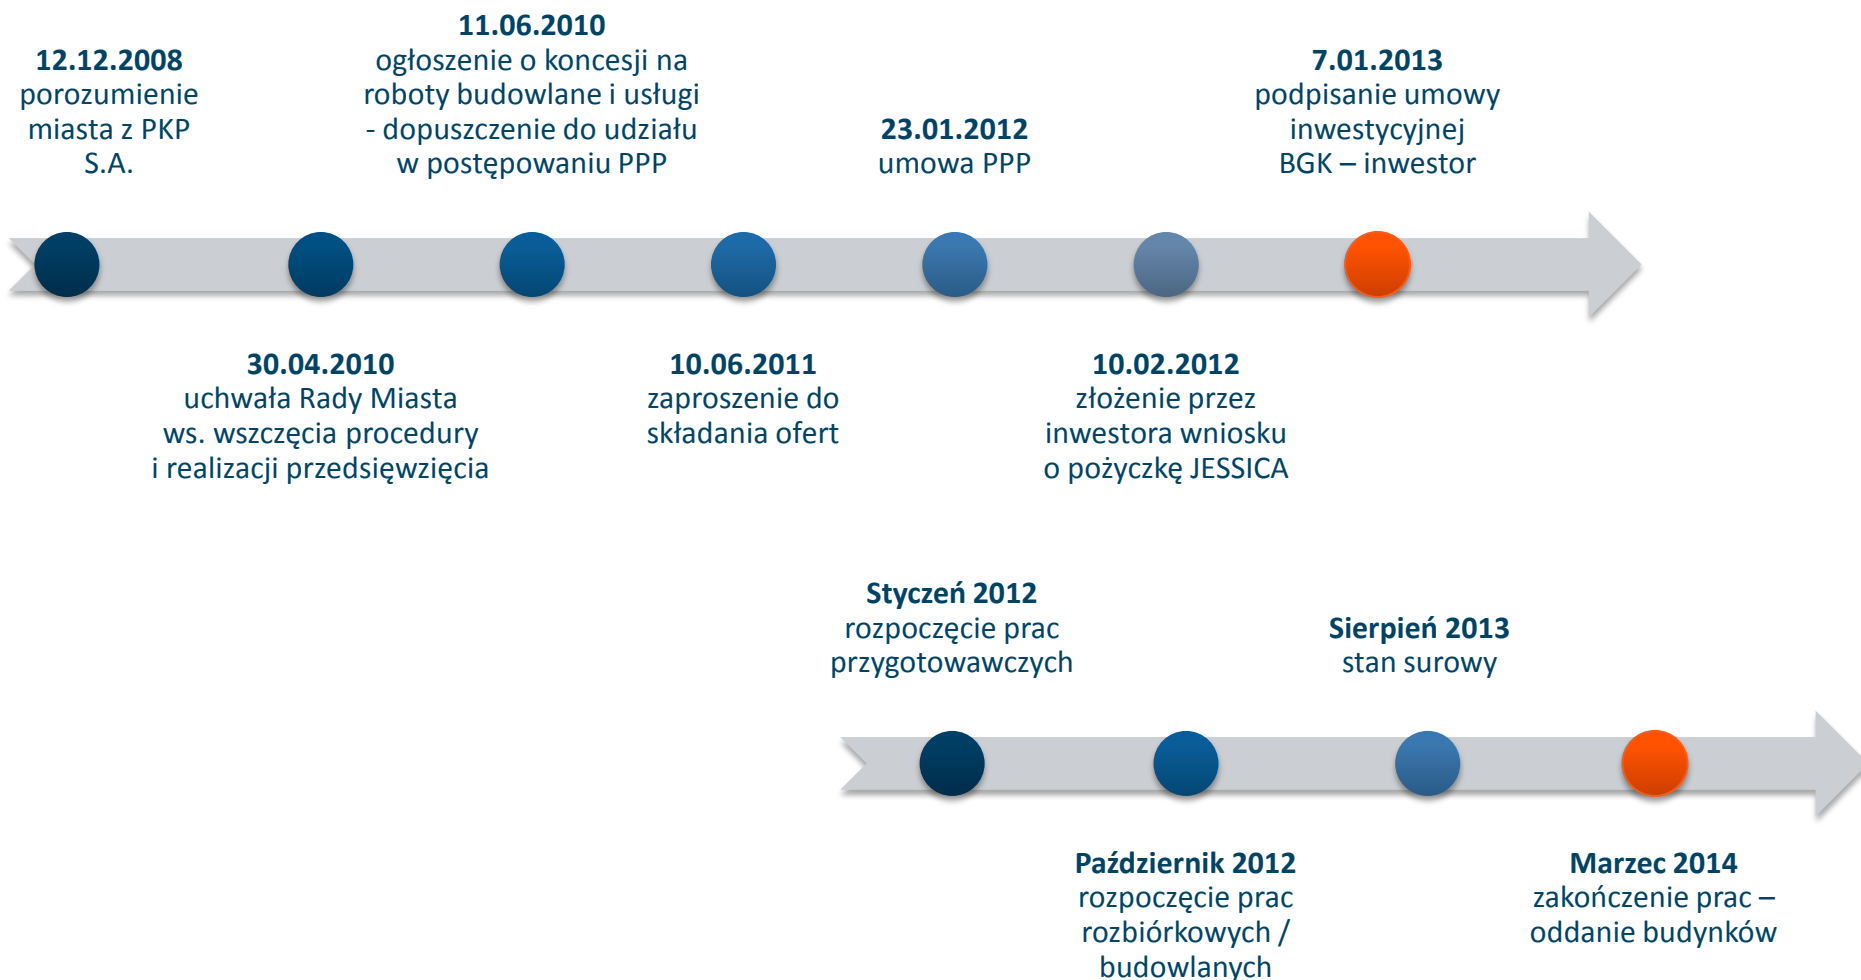 12.12.2008
porozumienie
miasta z PKP
S.A.
11.06.2010
ogłoszenie o koncesji na
roboty budowlane i usługi
- dopuszczenie do udziału
w postępowaniu PPP
23.01.2012
umowa PPP
7.01.2013
podpisanie umowy
inwestycyjnej
BGK – inwestor
30.04.2010
uchwała Rady Miasta
ws. wszczęcia procedury
i realizacji przedsięwzięcia
10.06.2011
zaproszenie do
składania ofert
10.02.2012
złożenie przez
inwestora wniosku
o pożyczkę JESSICA
Styczeń 2012
rozpoczęcie prac
przygotowawczych
Sierpień 2013
stan surowy
Październik 2012
rozpoczęcie prac
rozbiórkowych /
budowlanych
Marzec 2014
zakończenie prac –
oddanie budynków